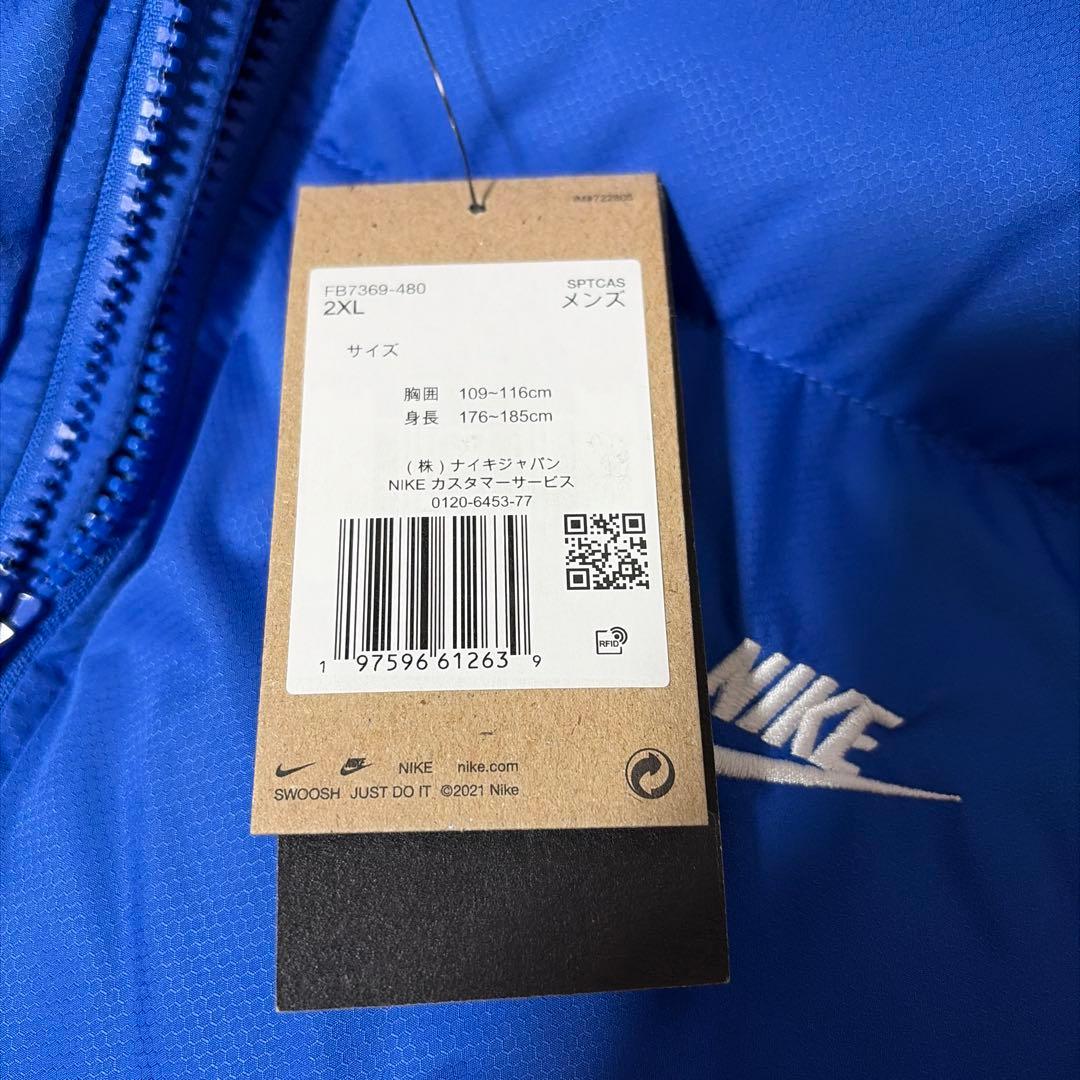 IM#722805
FB7369-480
SPTCAS
2XL
メンズ
サイズ
胸囲 109~116cm
身長 176~185cm
(株)ナイキジャパン
NIKE カスタマーサービス
0120-6453-77
RFID
1 97596 61263 9
NIKE nike.com
SWOOSH JUST DO IT ©2021 Nike
NIKE